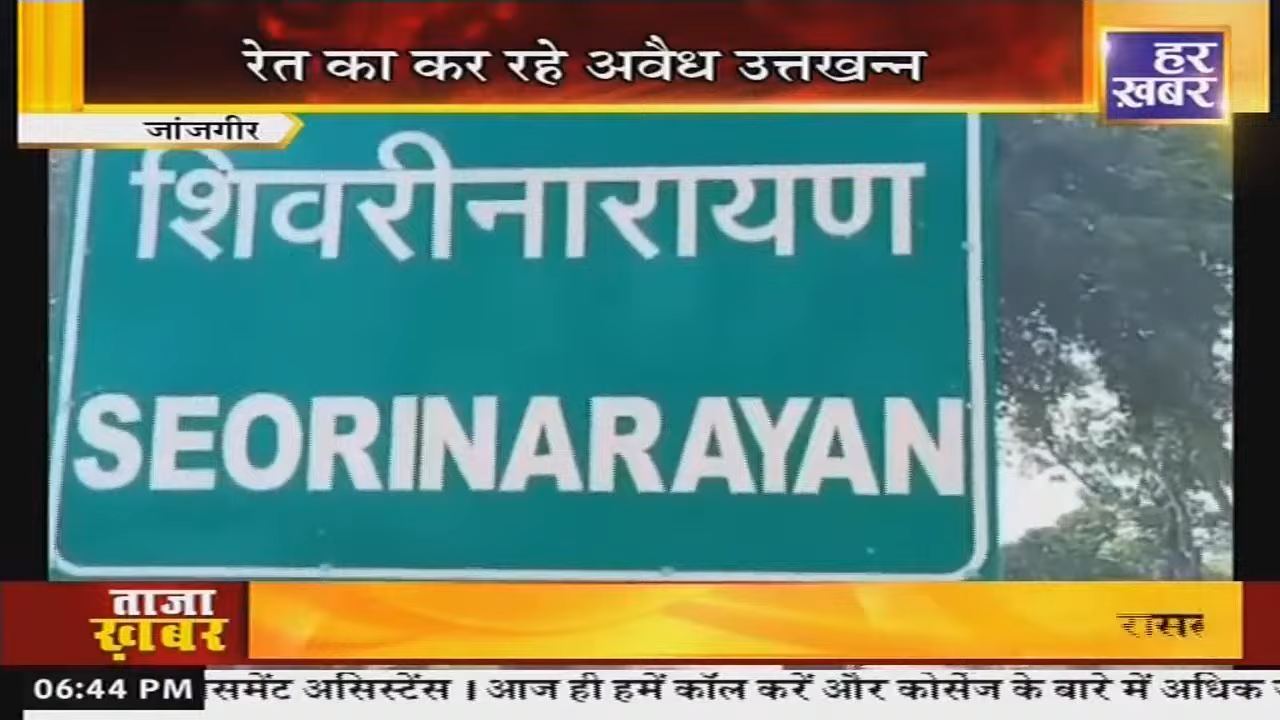 रेत का कर रहे अवैध उत्तखन्न
हर
ख़बर
जांजगीर
शिवरीनारायण
SEORINARAYAN
ताजा
ख़बर
06:44 PM
समेंट असिस्टेंस । आज ही हमें कॉल करें और कोर्सेज के बारे में अधिक